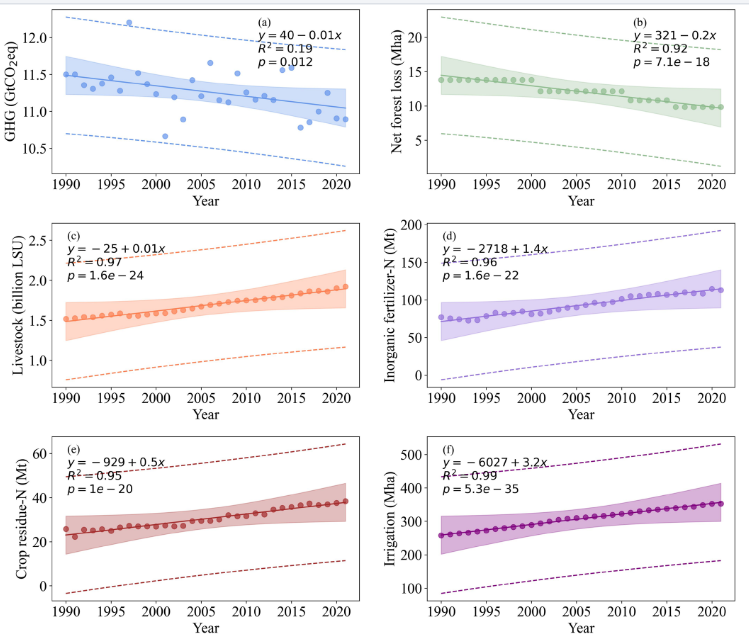 (a)
y = 40 − 0.01x
R² = 0.19
p = 0.012
12.0
11.5
11.0
10.5
GHG (GtCO₂eq)
1990 1995 2000 2005 2010 2015 2020
Year
(b)
y = 321 − 0.2x
R² = 0.92
p = 7.1e − 18
20
15
10
5
Net forest loss (Mha)
1990 1995 2000 2005 2010 2015 2020
Year
(c)
y = − 25 + 0.01x
R² = 0.97
p = 1.6e − 24
2.5
2.0
1.5
1.0
Livestock (billion LSU)
1990 1995 2000 2005 2010 2015 2020
Year
(d)
y = − 2718 + 1.4x
R² = 0.96
p = 1.6e − 22
200
150
100
50
0
Inorganic fertilizer-N (Mt)
1990 1995 2000 2005 2010 2015 2020
Year
(e)
y = − 929 + 0.5x
R² = 0.95
p = 1e − 20
60
40
20
0
Crop residue-N (Mt)
1990 1995 2000 2005 2010 2015 2020
Year
(f)
y = − 6027 + 3.2x
R² = 0.99
p = 5.3e − 35
500
400
300
200
100
Irrigation (Mha)
1990 1995 2000 2005 2010 2015 2020
Year